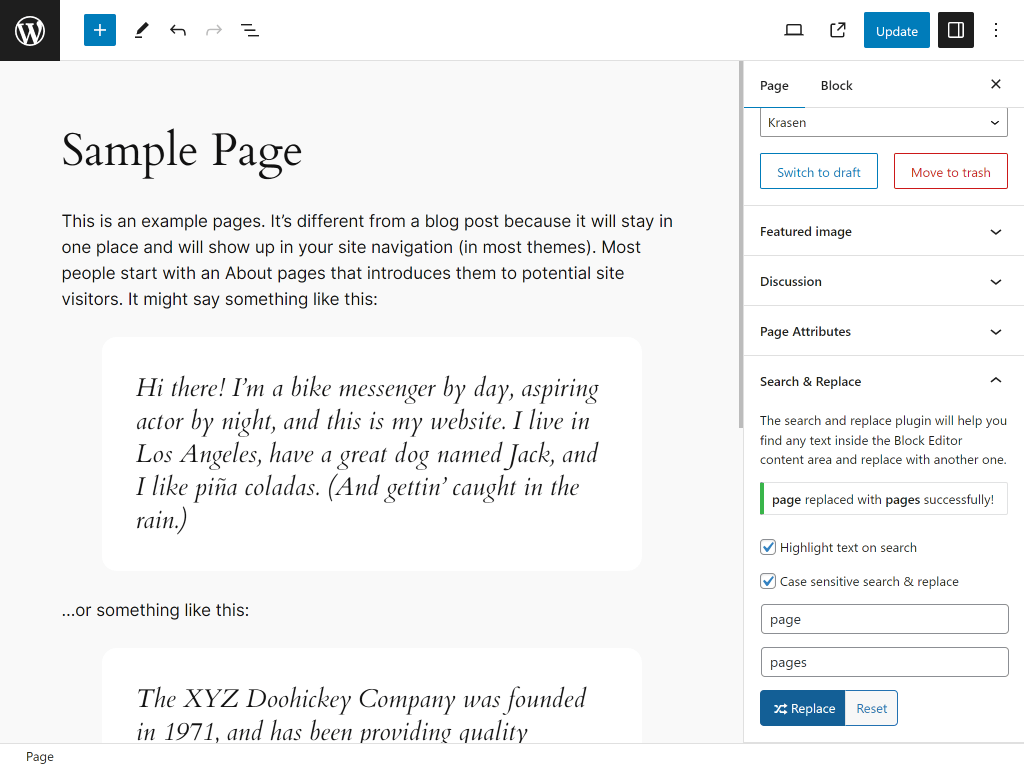 Update
Page Block
Krasen
Switch to draft Move to trash
Featured image
Discussion
Page Attributes
Search & Replace
The search and replace plugin will help you
find any text inside the Block Editor
content area and replace with another one.
page replaced with pages successfully!
Highlight text on search
Case sensitive search & replace
page
pages
Replace Reset
Sample Page
This is an example pages. It’s different from a blog post because it will stay in
one place and will show up in your site navigation (in most themes). Most
people start with an About pages that introduces them to potential site
visitors. It might say something like this:
Hi there! I’m a bike messenger by day, aspiring
actor by night, and this is my website. I live in
Los Angeles, have a great dog named Jack, and
I like piña coladas. (And gettin’ caught in the
rain.)
…or something like this:
The XYZ Doohickey Company was founded
in 1971, and has been providing quality
Page